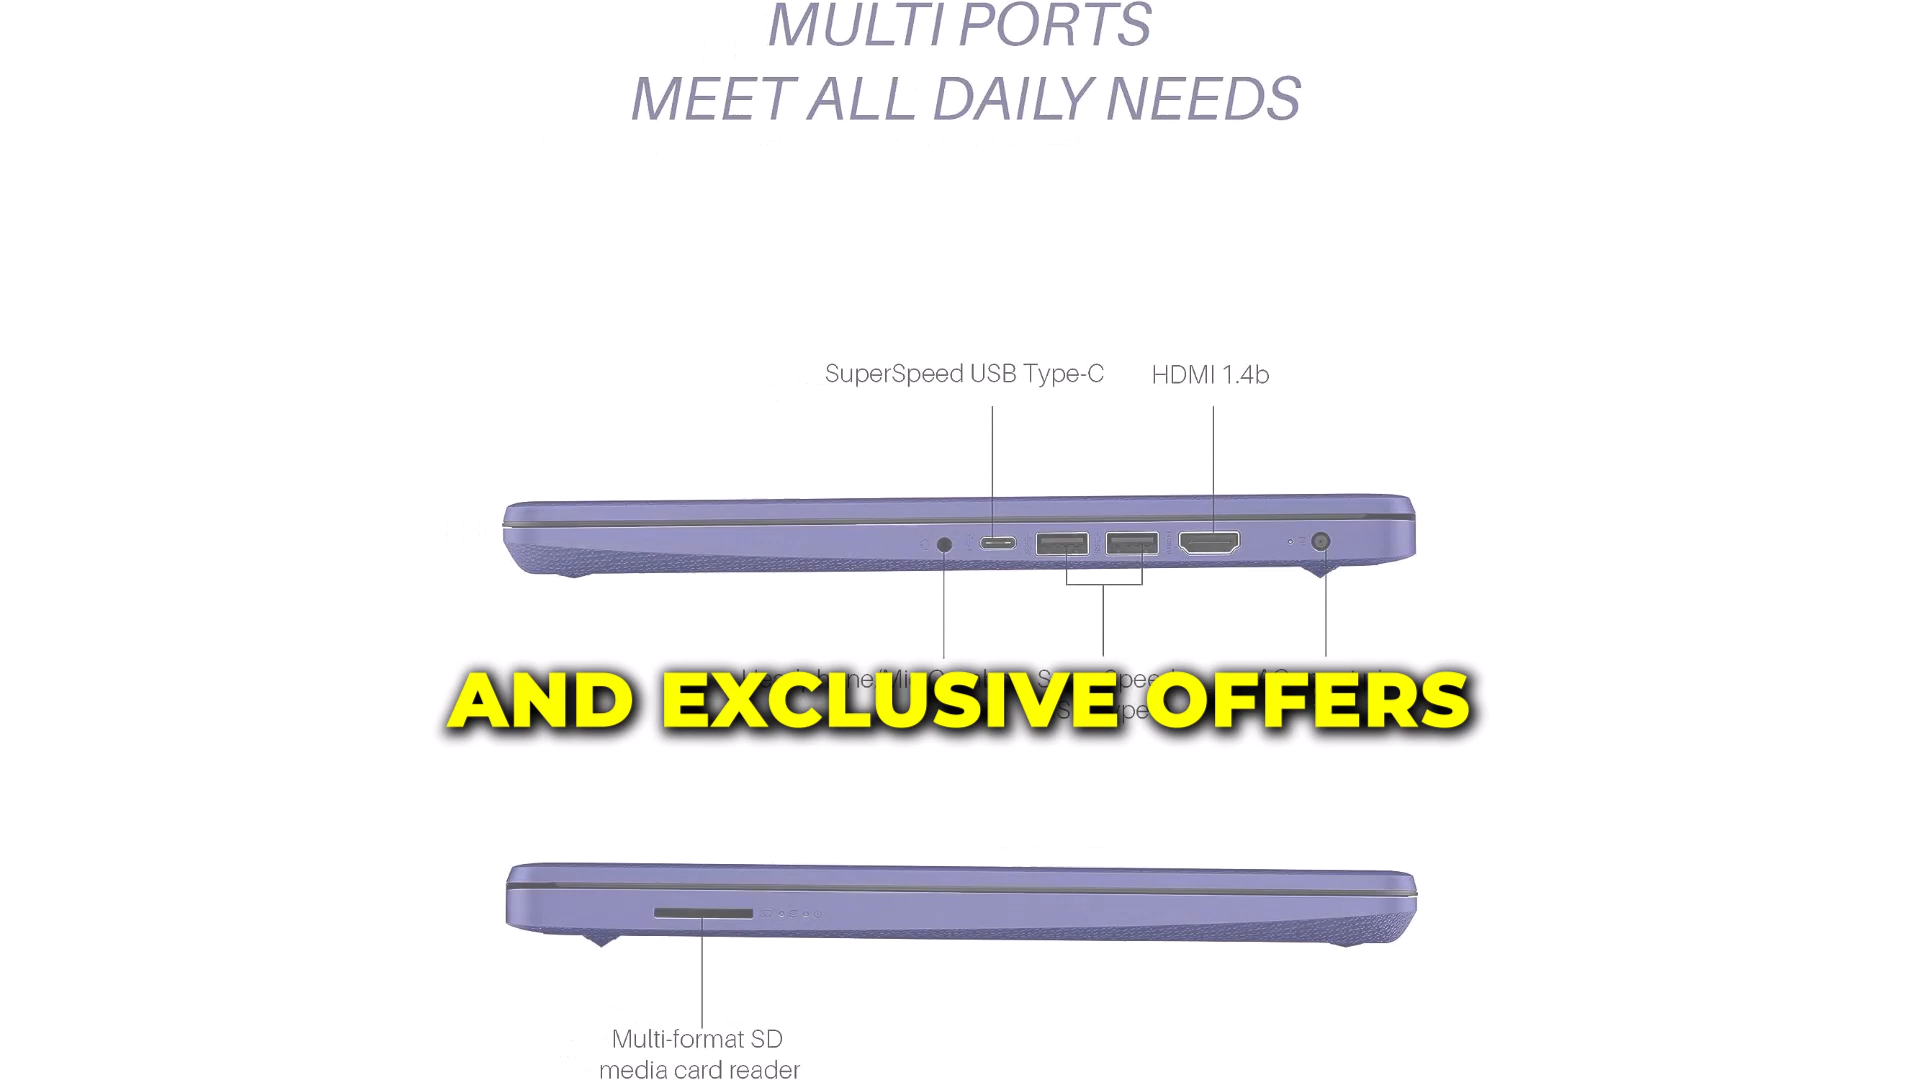 MULTI PORTS
MEET ALL DAILY NEEDS
SuperSpeed USB Type-C
HDMI 1.4b
AND EXCLUSIVE OFFERS
Multi-format SD
media card reader